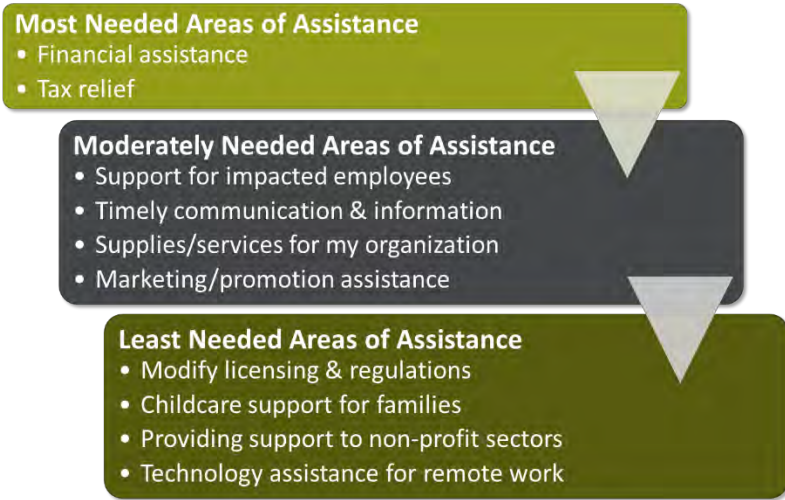 Most Needed Areas of Assistance
• Financial assistance
• Tax relief
Moderately Needed Areas of Assistance
• Support for impacted employees
• Timely communication & information
• Supplies/services for my organization
• Marketing/promotion assistance
Least Needed Areas of Assistance
• Modify licensing & regulations
• Childcare support for families
• Providing support to non-profit sectors
• Technology assistance for remote work